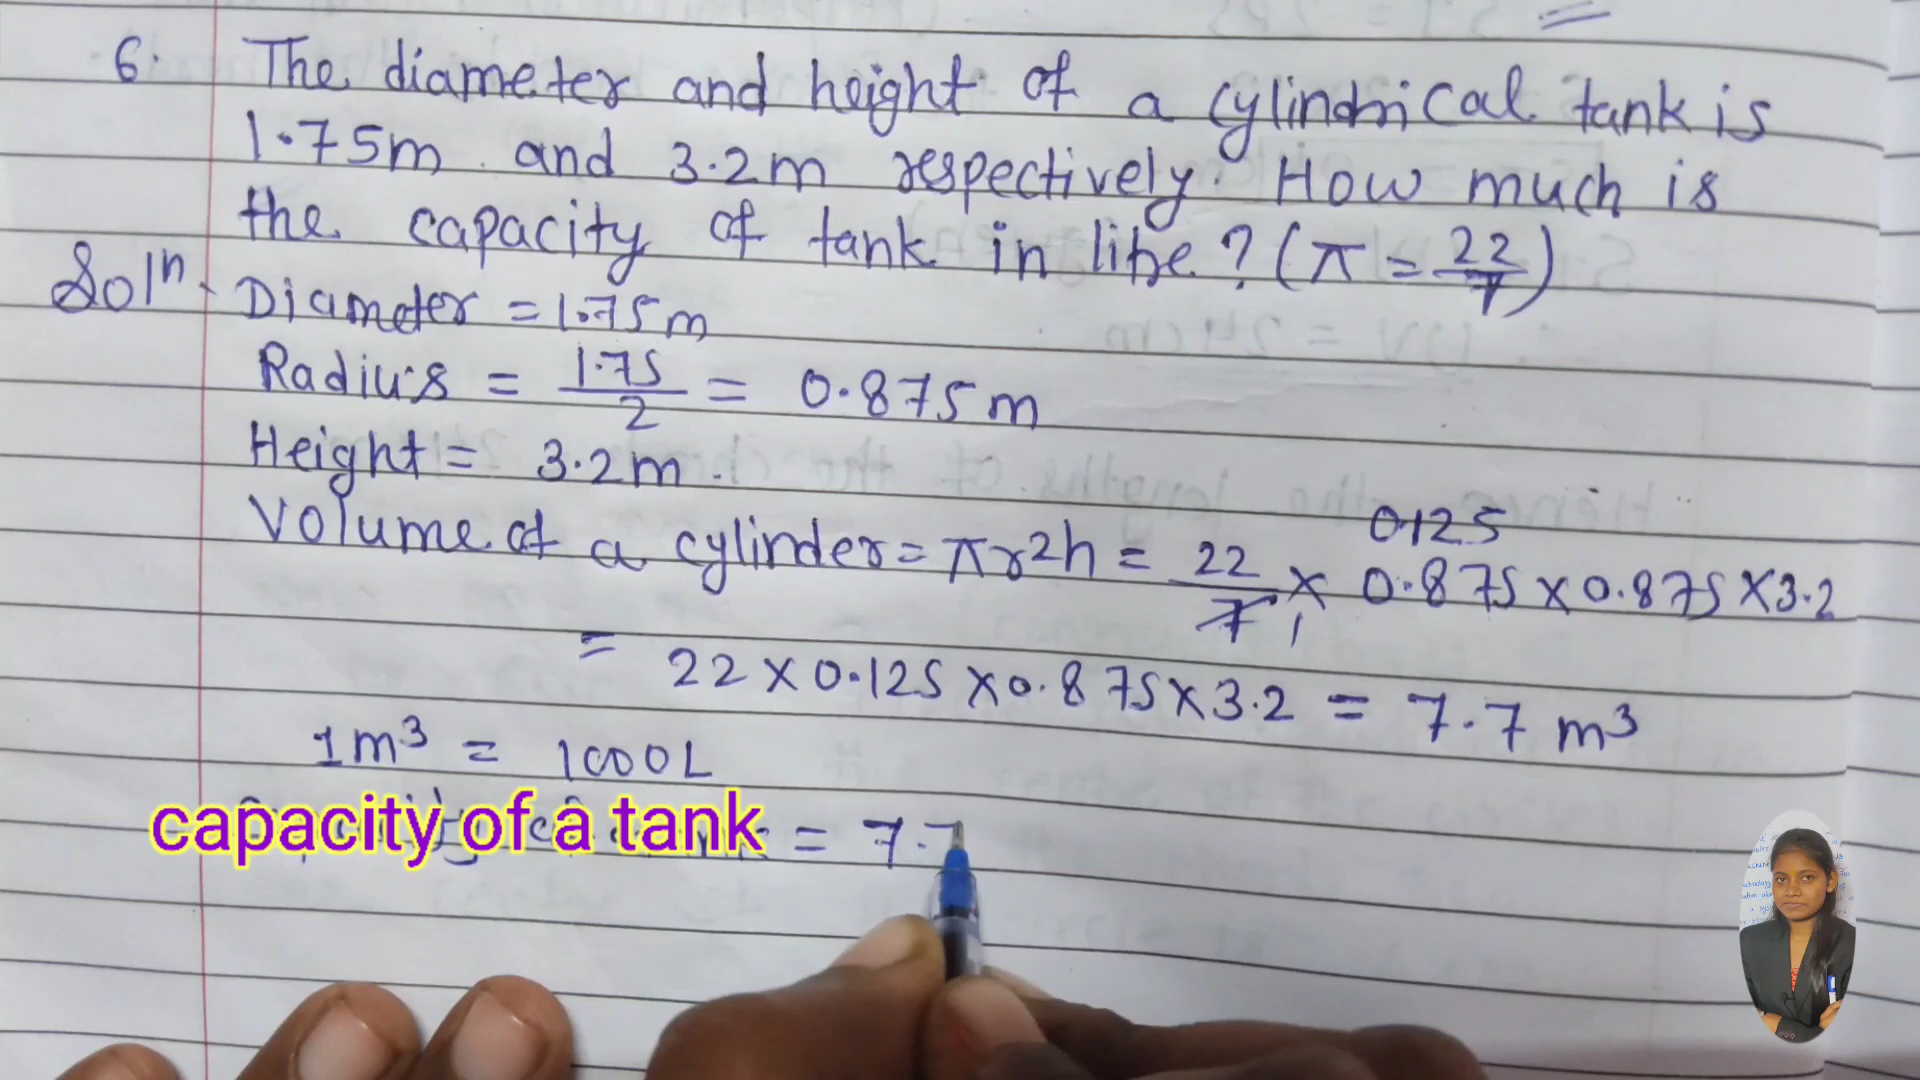 6. The diameter and height of a cylindrical tank is
1.75m and 3.2m respectively. How much is
the capacity of tank in litre? (π = 22/7)
Solⁿ. Diameter = 1.75m
Radius = 1.75/2 = 0.875m
Height = 3.2m.
0.125
Volume of a cylinder = πr2h = 22/7 × 0.875 × 0.875 × 3.2
1
= 22 × 0.125 × 0.875 × 3.2 = 7.7 m³
1m³ = 1000L
capacity of a tank = 7.7